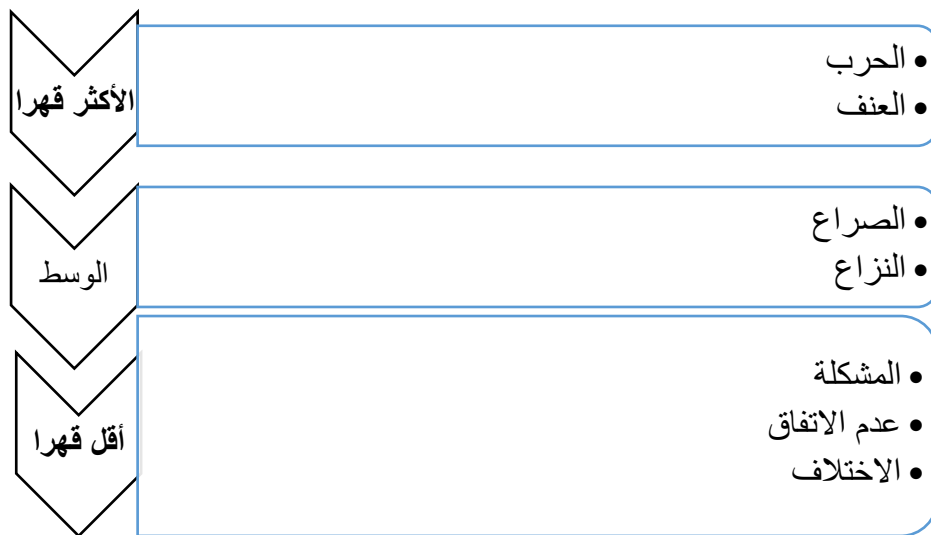 الأكثر قهرا
• الحرب
• العنف
الوسط
• الصراع
• النزاع
أقل قهرا
• المشكلة
• عدم الاتفاق
• الاختلاف